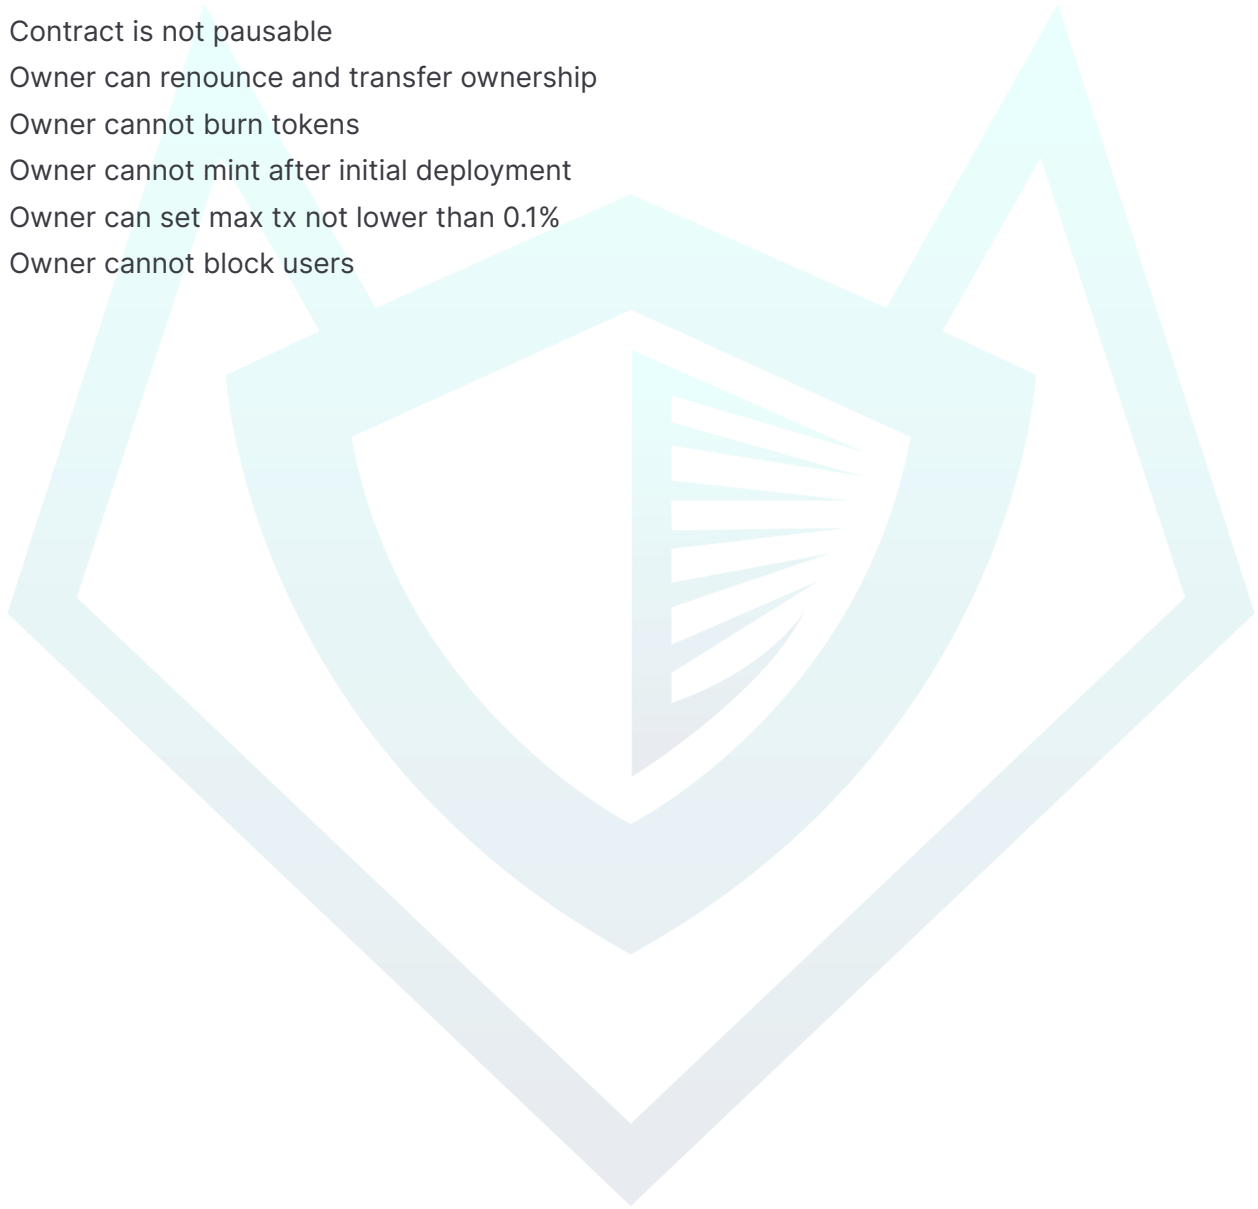 Contract is not pausable
Owner can renounce and transfer ownership
Owner cannot burn tokens
Owner cannot mint after initial deployment
Owner can set max tx not lower than 0.1%
Owner cannot block users